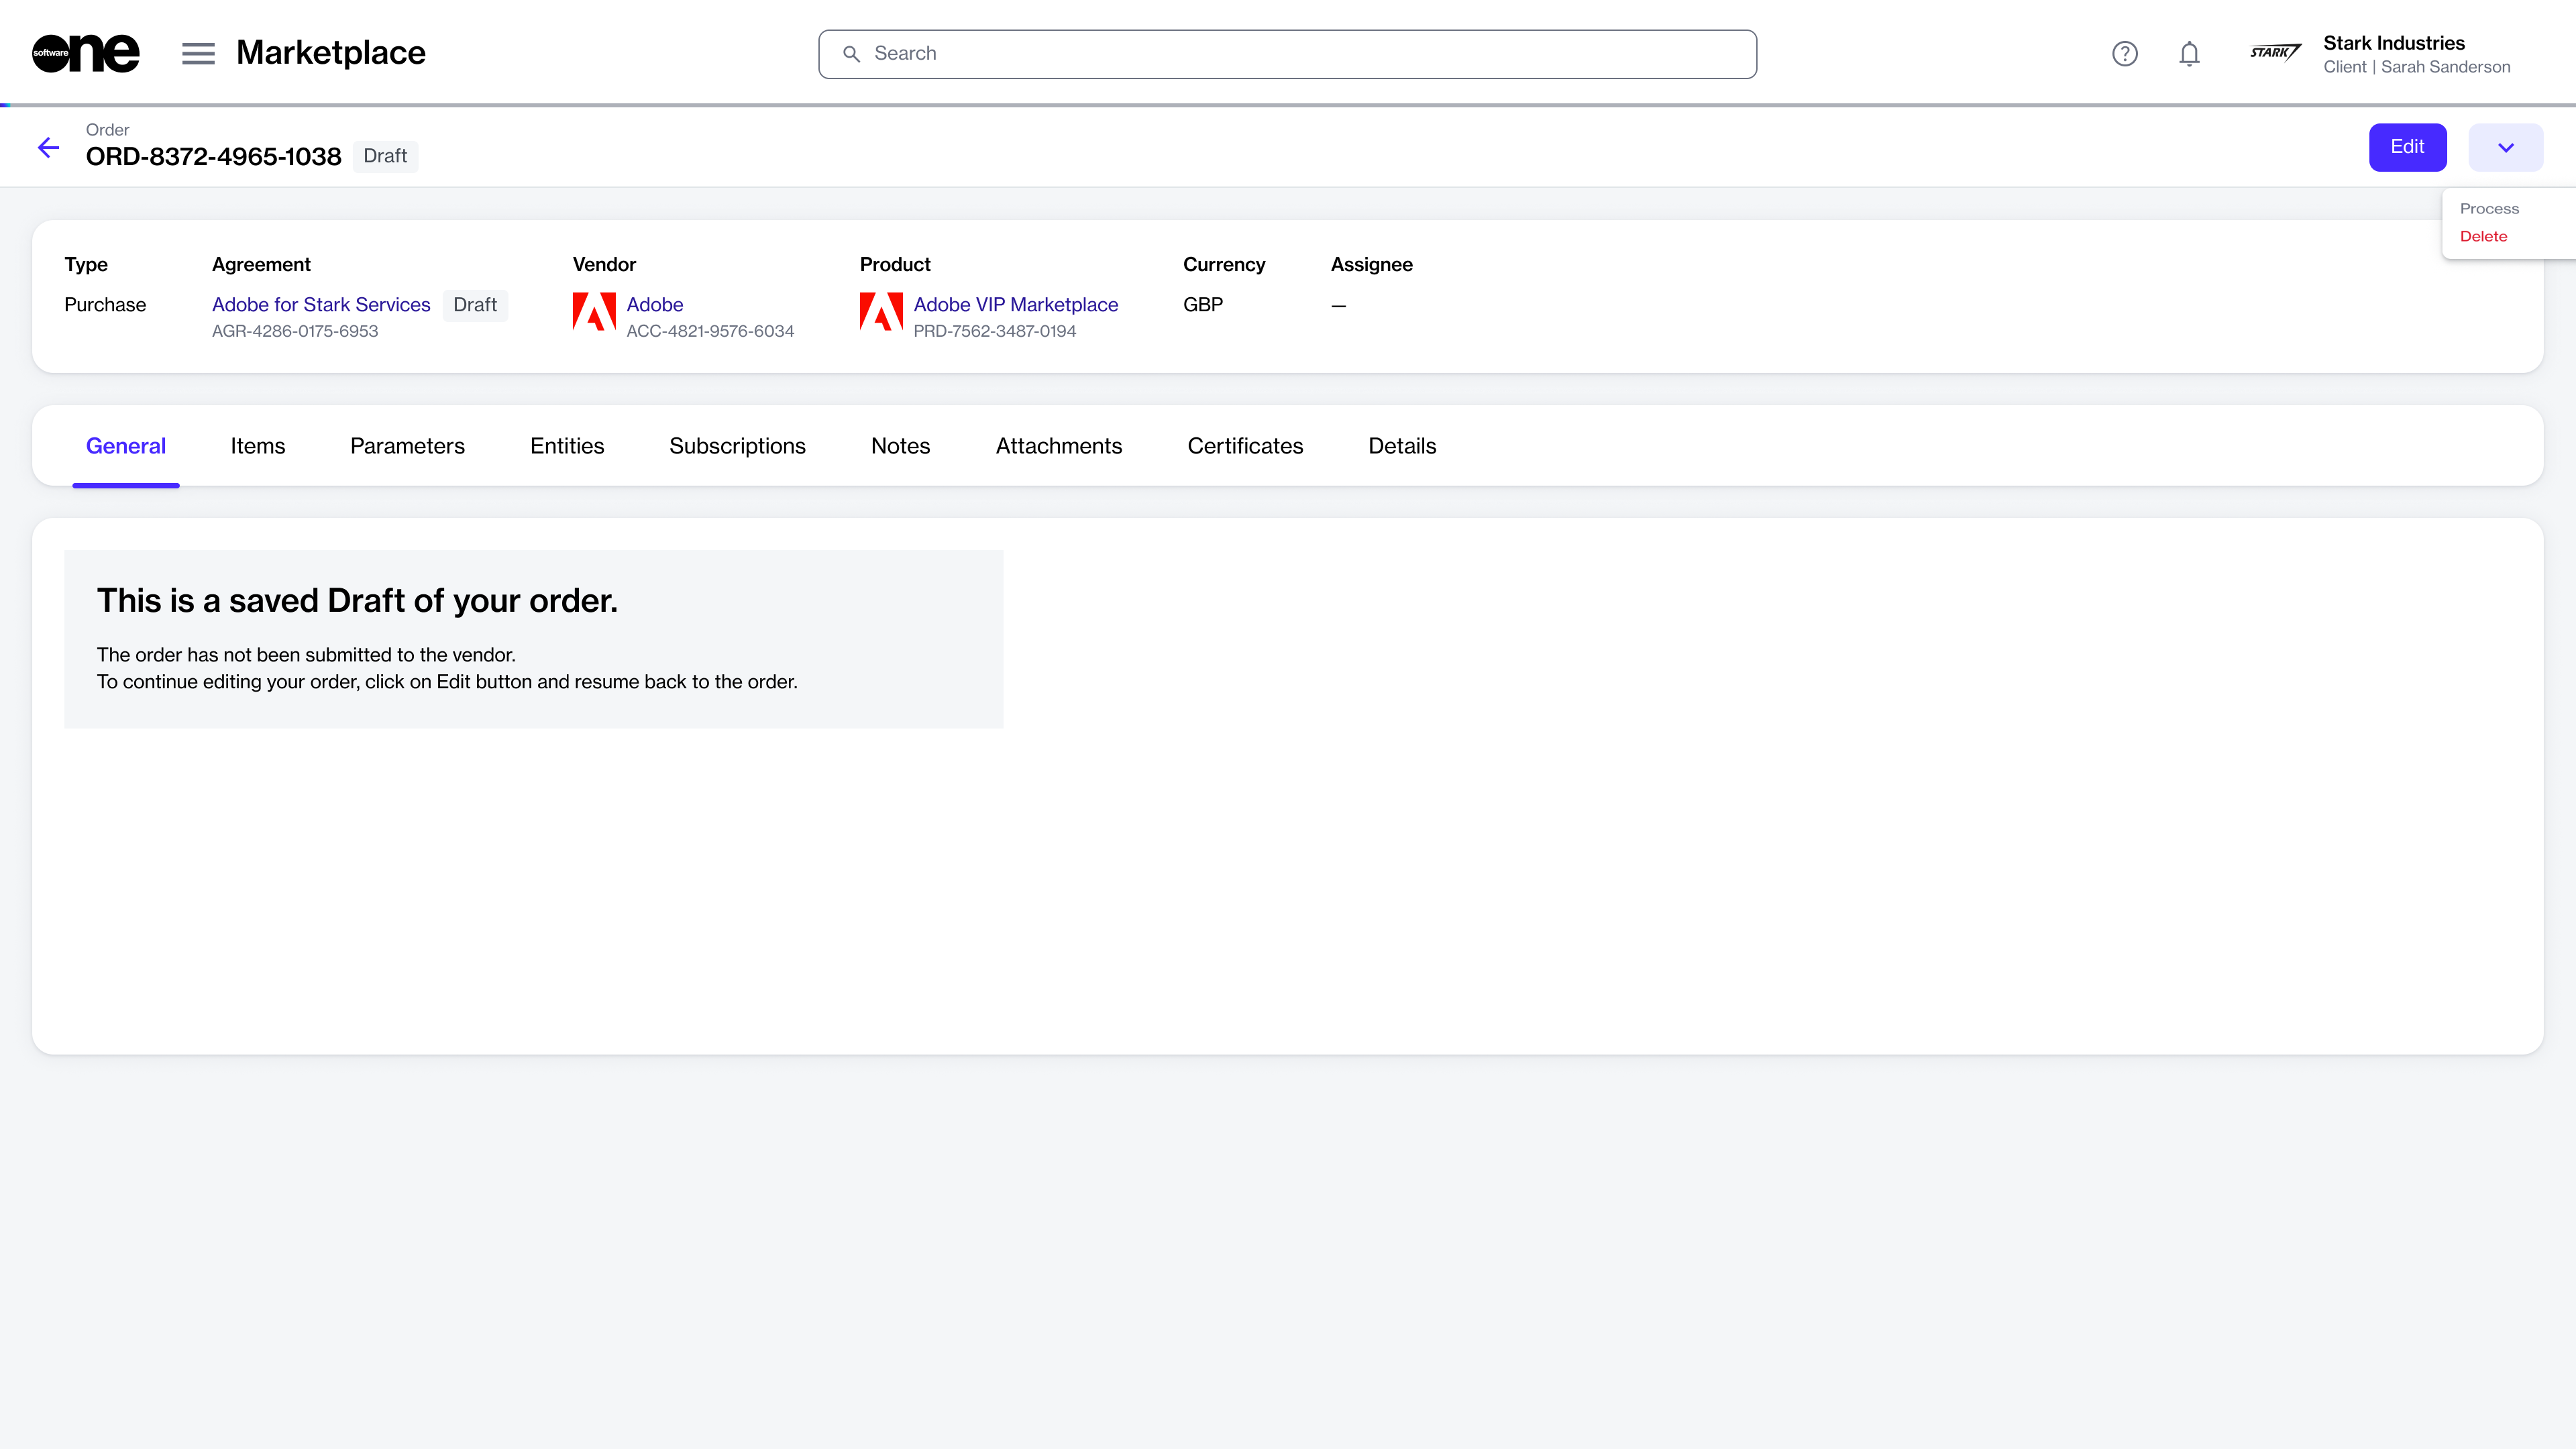 software one
Marketplace
Search
STARK
Stark Industries
Client | Sarah Sanderson
Order
ORD-8372-4965-1038 Draft
Edit
Process
Delete
Type Agreement Vendor Product Currency Assignee
Purchase Adobe for Stark Services Draft Adobe Adobe VIP Marketplace GBP —
AGR-4286-0175-6953 ACC-4821-9576-6034 PRD-7562-3487-0194
General Items Parameters Entities Subscriptions Notes Attachments Certificates Details
This is a saved Draft of your order.
The order has not been submitted to the vendor.
To continue editing your order, click on Edit button and resume back to the order.